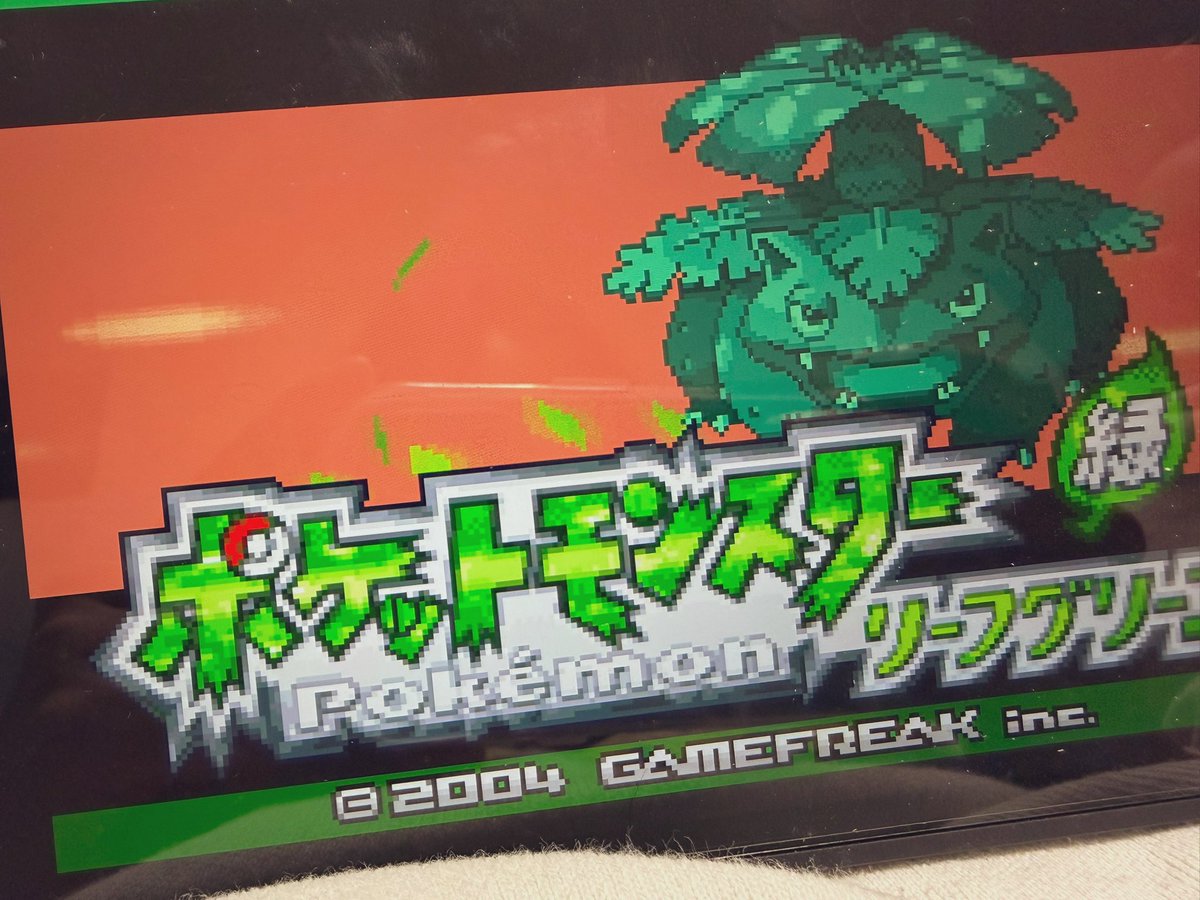 緑
ポケットモンスター
Pokémon
リーフグリー
©2004 GAMEFREAK inc.